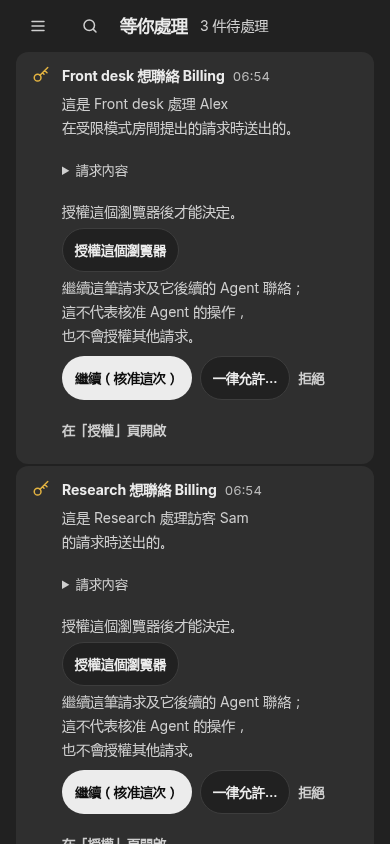 等你處理 3 件待處理
Front desk 想聯絡 Billing 06:54
這是 Front desk 處理 Alex
在受限模式房間提出的請求時送出的。
▶ 請求內容
授權這個瀏覽器後才能決定。
授權這個瀏覽器
繼續這筆請求及它後續的 Agent 聯絡；
這不代表核准 Agent 的操作，
也不會授權其他請求。
繼續（核准這次） 一律允許… 拒絕
在「授權」頁開啟
Research 想聯絡 Billing 06:54
這是 Research 處理訪客 Sam
的請求時送出的。
▶ 請求內容
授權這個瀏覽器後才能決定。
授權這個瀏覽器
繼續這筆請求及它後續的 Agent 聯絡；
這不代表核准 Agent 的操作，
也不會授權其他請求。
繼續（核准這次） 一律允許… 拒絕
在「授權」頁開啟